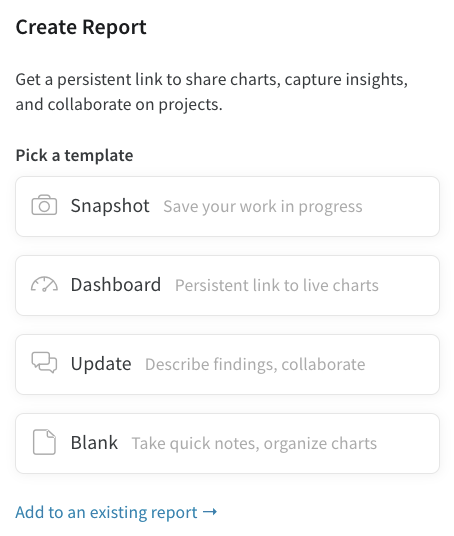 Create Report
Get a persistent link to share charts, capture insights,
and collaborate on projects.
Pick a template
Snapshot Save your work in progress
Dashboard Persistent link to live charts
Update Describe findings, collaborate
Blank Take quick notes, organize charts
Add to an existing report →